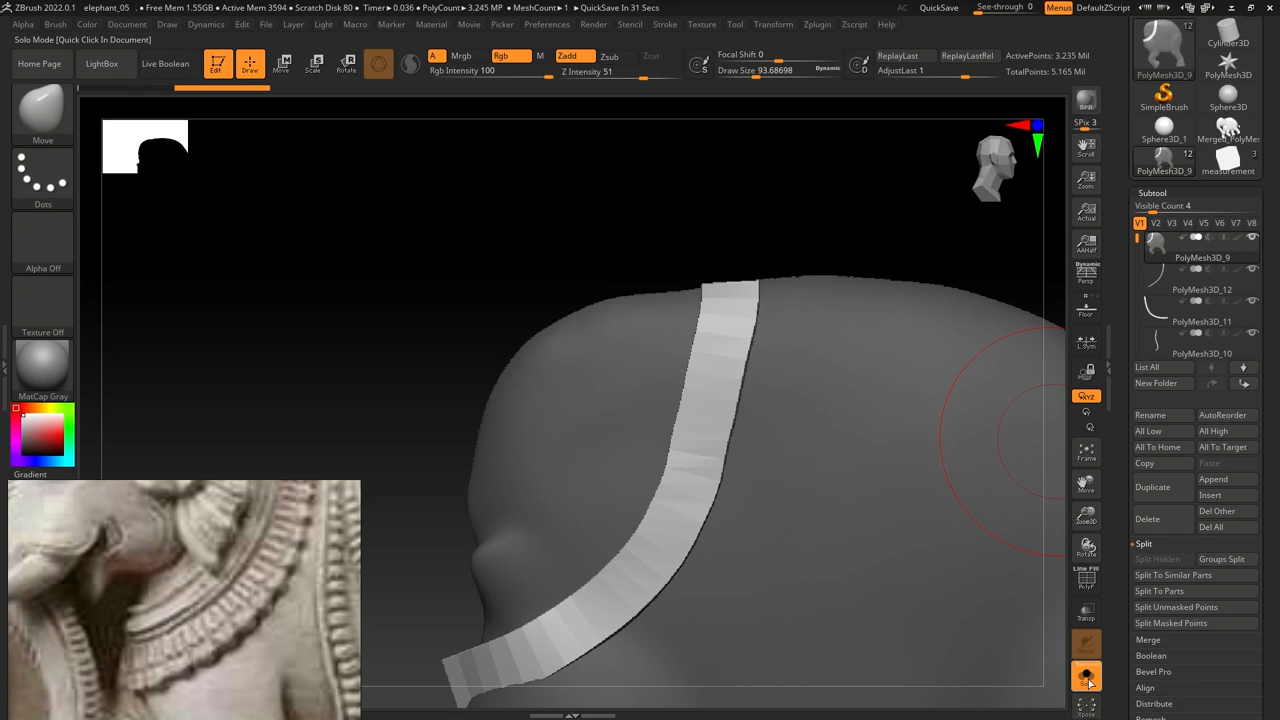 ZBrush 2022.0.1 elephant_05 • Free Mem 1.55GB • Active Mem 3594 • Scratch Disk 80 • Timer▶0.036 • PolyCount▶3.245 MP • MeshCount▶1 ▶QuickSave In 31 Secs
AC QuickSave See-through 0 Menus DefaultZScript
Alpha Brush Color Document Draw Dynamics Edit File Layer Light Macro Marker Material Movie Picker Preferences Render Stencil Stroke Texture Tool Transform Zplugin Zscript Help
Solo Mode [Quick Click In Document]
Home Page LightBox Live Boolean Edit Draw Move Scale Rotate
A Mrgb Rgb M Zadd Zsub Zcut
Rgb Intensity 100 Z Intensity 51
Focal Shift 0
Draw Size 93.68698 Dynamic
ReplayLast ReplayLastRel
AdjustLast 1
ActivePoints: 3.235 Mil
TotalPoints: 5.165 Mil
Move
Dots
Alpha Off
Texture Off
MatCap Gray
Gradient
BPR
SPix 3
Scroll
Zoom
Actual
AAHalf
Dynamic
Persp
Floor
L.Sym
XYZ
Frame
Move
Zoom3D
Rotate
Line Fill
PolyF
Transp
Xpose
12
PolyMesh3D_9
Cylinder3D
PolyMesh3D
SimpleBrush
Sphere3D
Sphere3D_1
Merged_PolyMe
12
PolyMesh3D_9
3
measurement
Subtool
Visible Count 4
V1 V2 V3 V4 V5 V6 V7 V8
PolyMesh3D_9
PolyMesh3D_12
PolyMesh3D_11
PolyMesh3D_10
List All
New Folder
Rename AutoReorder
All Low All High
All To Home All To Target
Copy Paste
Duplicate Append
Insert
Delete Del Other
Del All
Split
Split Hidden Groups Split
Split To Similar Parts
Split To Parts
Split Unmasked Points
Split Masked Points
Merge
Boolean
Bevel Pro
Align
Distribute